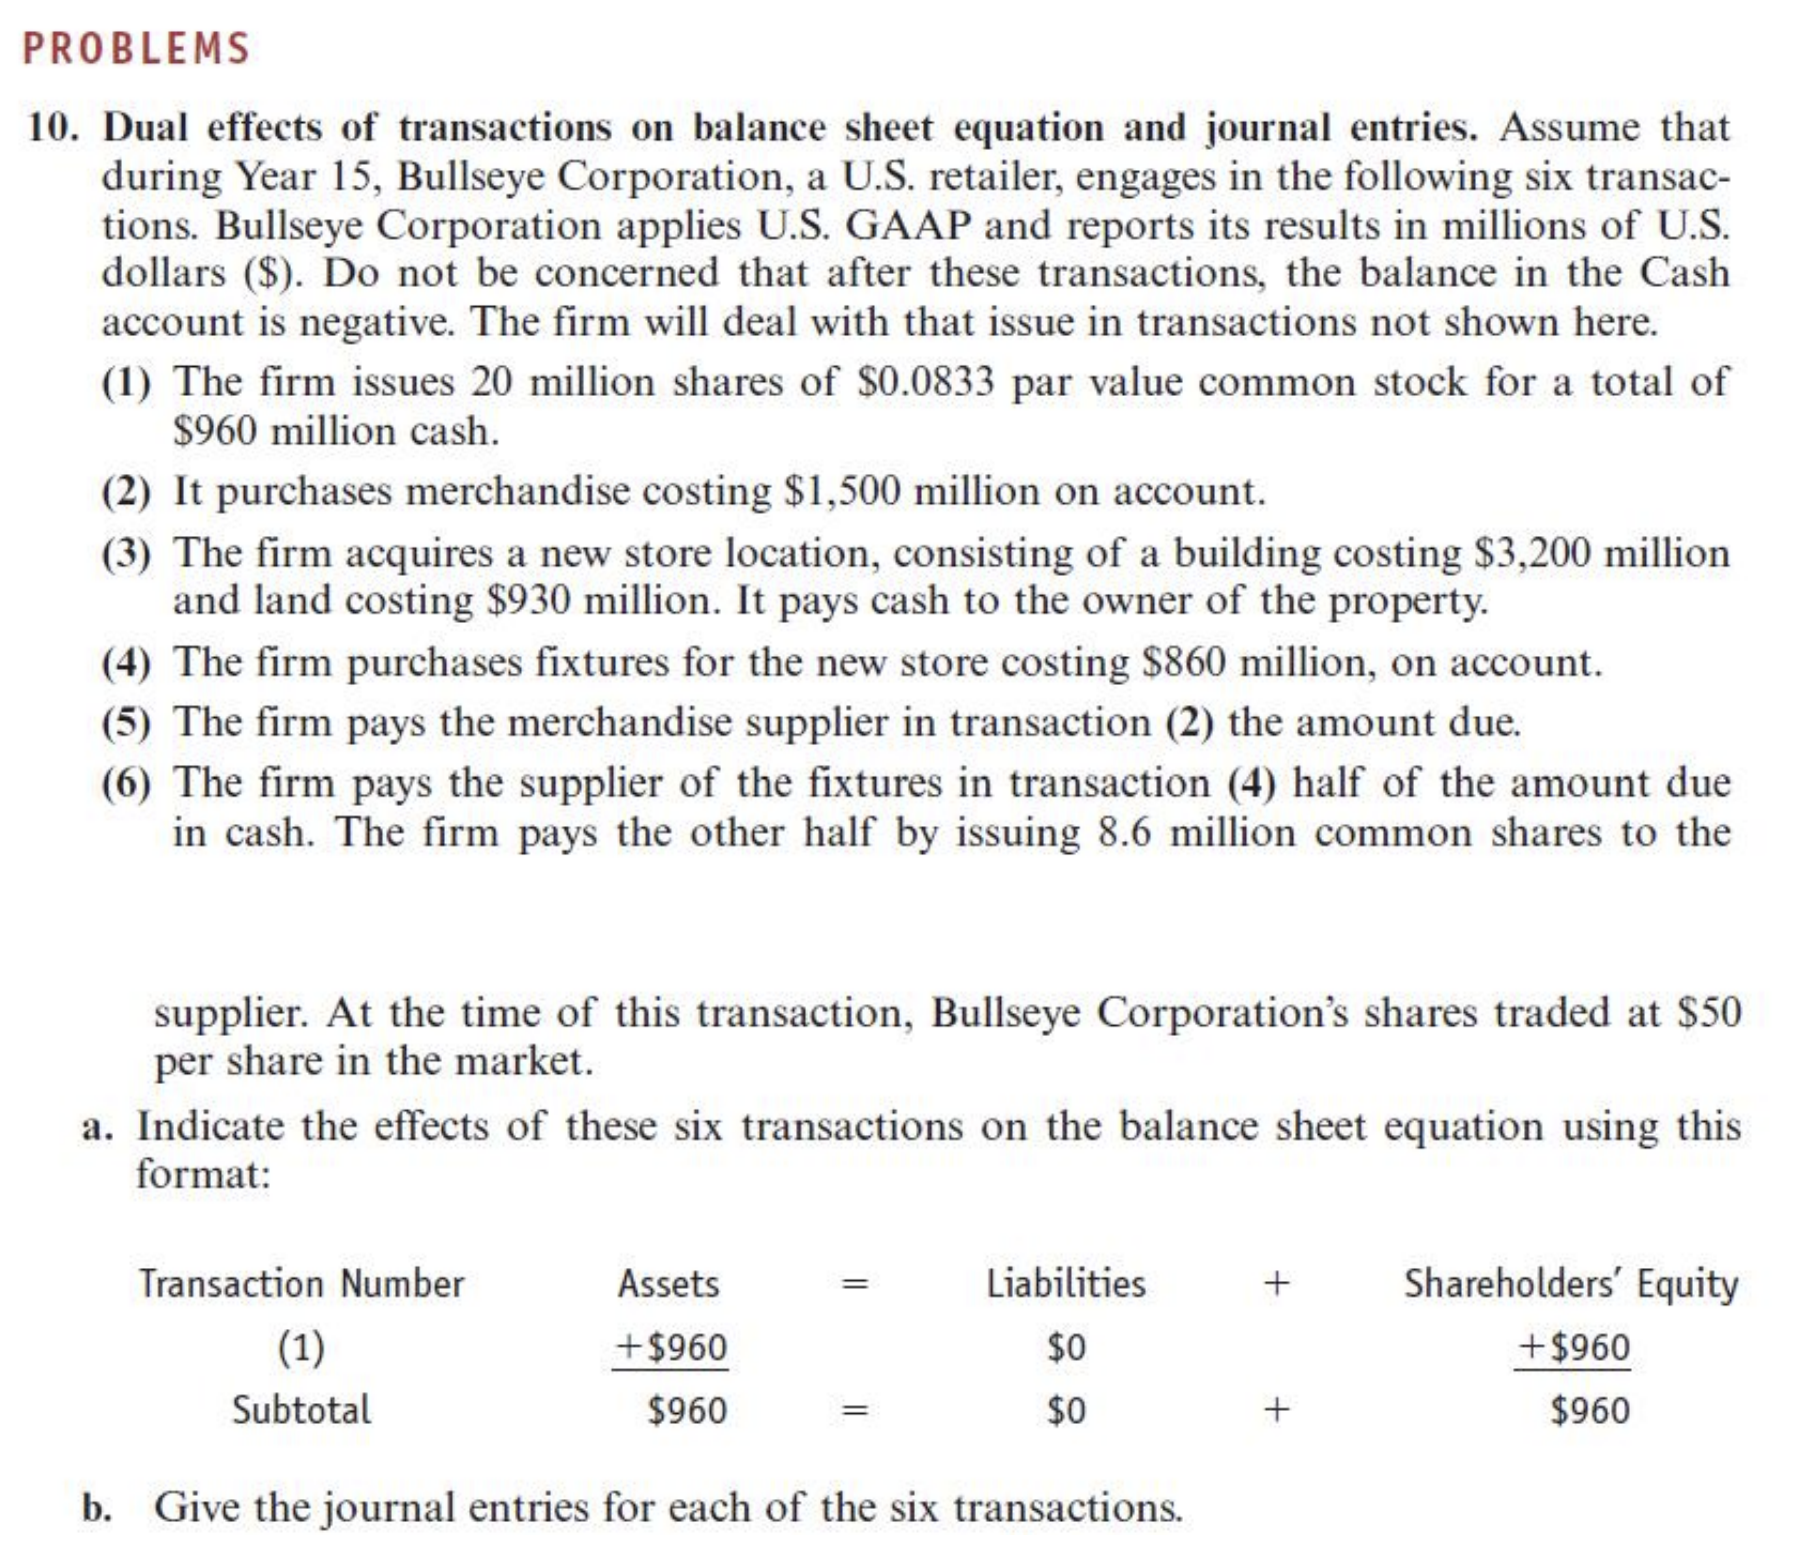 PROBLEMS
10. Dual effects of transactions on balance sheet equation and journal entries. Assume that
during Year 15, Bullseye Corporation, a U.S. retailer, engages in the following six transac-
tions. Bullseye Corporation applies U.S. GAAP and reports its results in millions of U.S.
dollars ($). Do not be concerned that after these transactions, the balance in the Cash
account is negative. The firm will deal with that issue in transactions not shown here.
(1) The firm issues 20 million shares of $0.0833 par value common stock for a total of
$960 million cash.
(2) It purchases merchandise costing $1,500 million on account.
(3) The firm acquires a new store location, consisting of a building costing $3,200 million
and land costing $930 million. It pays cash to the owner of the property.
(4) The firm purchases fixtures for the new store costing $860 million, on account.
(5) The firm pays the merchandise supplier in transaction (2) the amount due.
(6) The firm pays the supplier of the fixtures in transaction (4) half of the amount due
in cash. The firm pays the other half by issuing 8.6 million common shares to the
supplier. At the time of this transaction, Bullseye Corporation’s shares traded at $50
per share in the market.
a. Indicate the effects of these six transactions on the balance sheet equation using this
format:
Transaction Number Assets = Liabilities + Shareholders’ Equity
(1) +$960 $0 +$960
Subtotal $960 = $0 + $960
b. Give the journal entries for each of the six transactions.